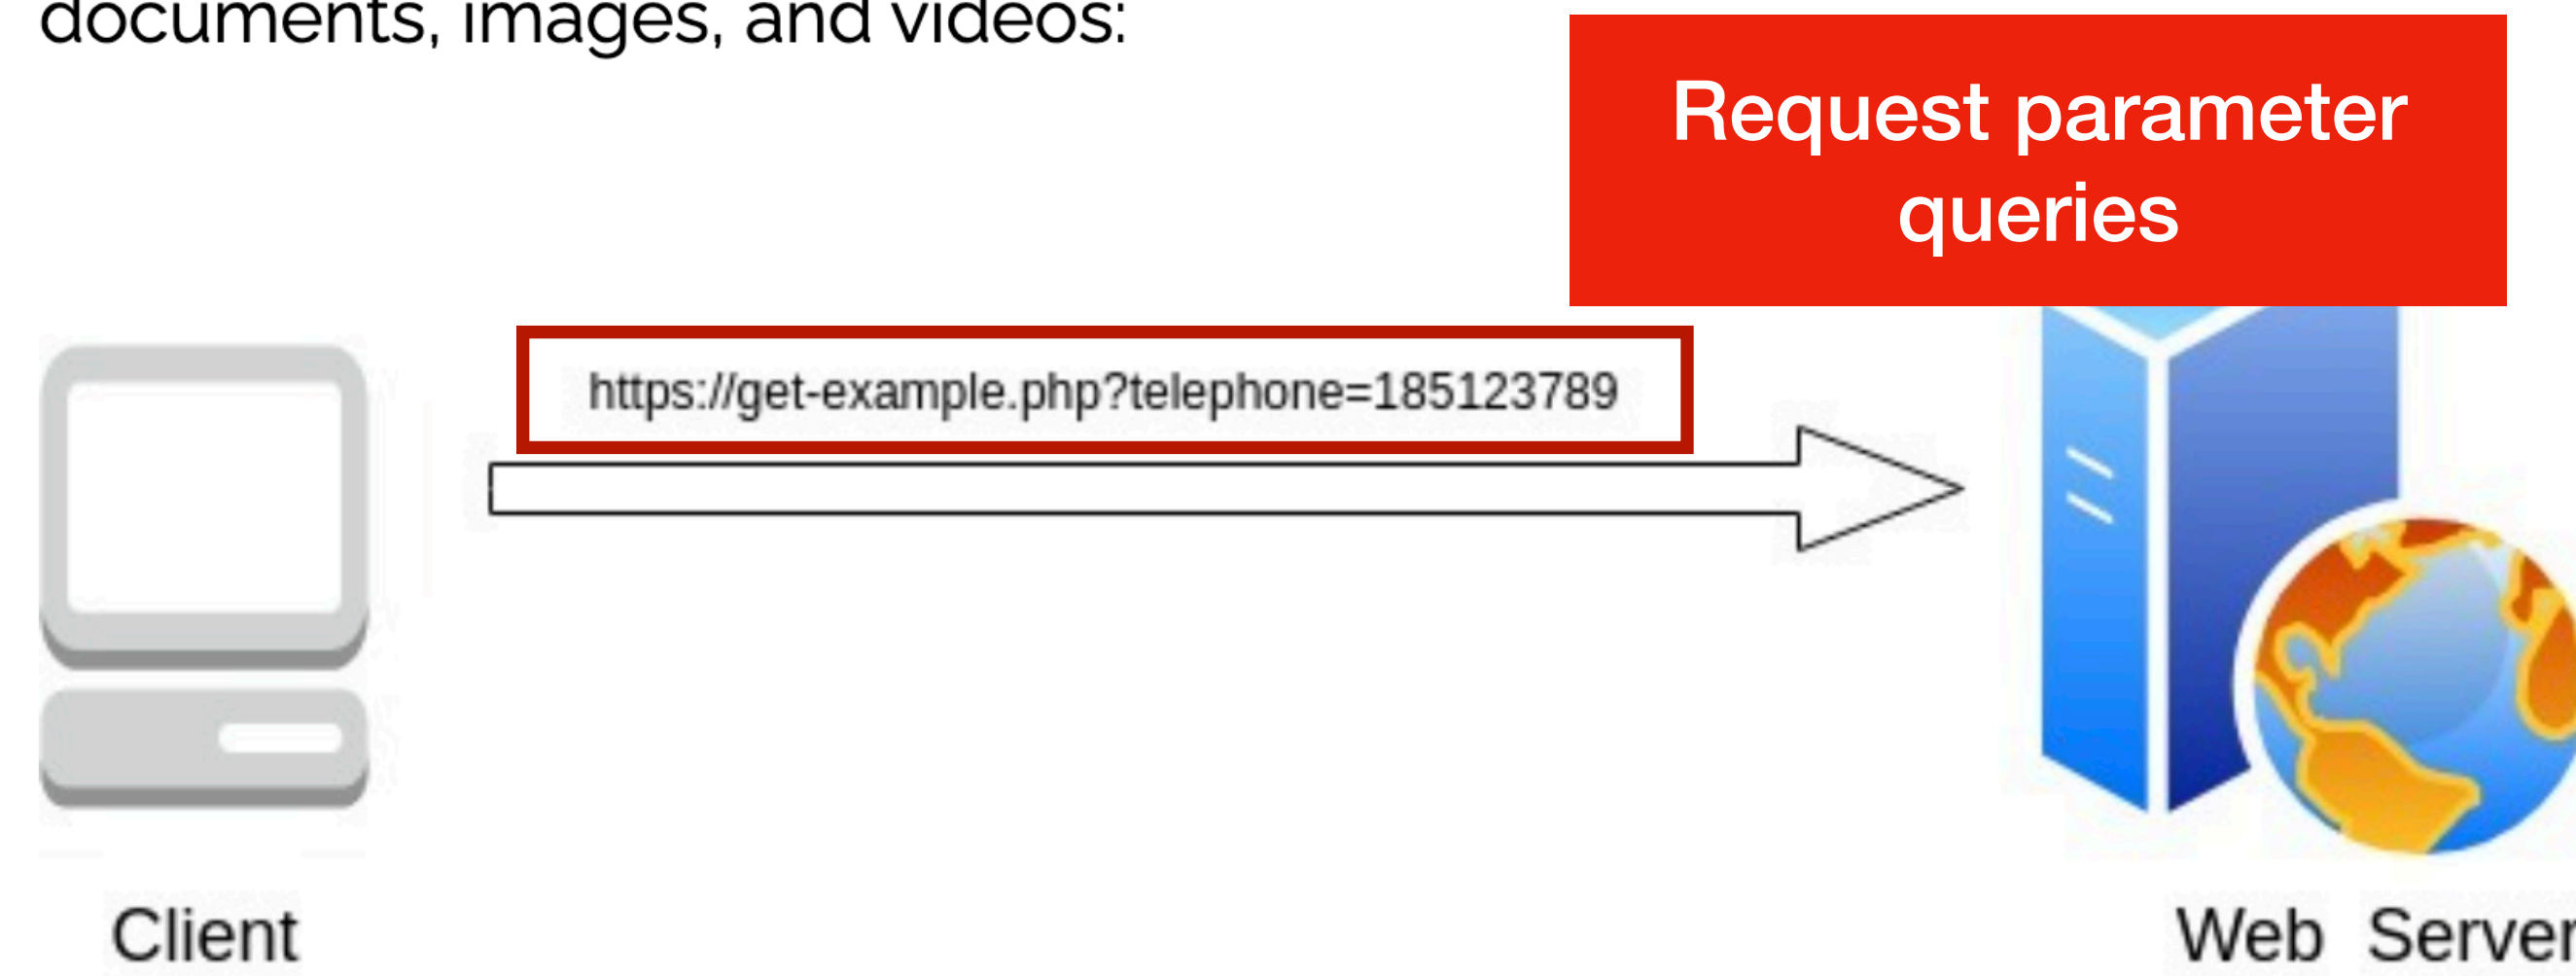 documents, images, and videos:
Request parameter
queries
https://get-example.php?telephone=185123789
Client
Web Server